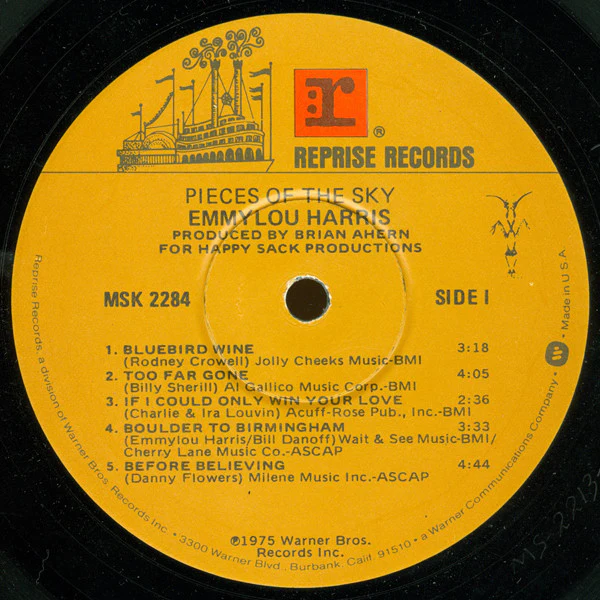 r
®
REPRISE RECORDS
PIECES OF THE SKY
EMMYLOU HARRIS
PRODUCED BY BRIAN AHERN
FOR HAPPY SACK PRODUCTIONS
MSK 2284
SIDE I
1. BLUEBIRD WINE 3:18
(Rodney Crowell) Jolly Cheeks Music-BMI
2. TOO FAR GONE 4:05
(Billy Sherill) Al Gallico Music Corp.-BMI
3. IF I COULD ONLY WIN YOUR LOVE 2:36
(Charlie & Ira Louvin) Acuff-Rose Pub., Inc.-BMI
4. BOULDER TO BIRMINGHAM 3:33
(Emmylou Harris/Bill Danoff) Wait & See Music-BMI/
Cherry Lane Music Co.-ASCAP
5. BEFORE BELIEVING 4:44
(Danny Flowers) Milene Music Inc.-ASCAP
℗1975 Warner Bros.
Records Inc.
Reprise Records, a division of Warner Bros. Records Inc. • 3300 Warner Blvd., Burbank, Calif. 91510 • a Warner Communications Company • W • Made in U.S.A.